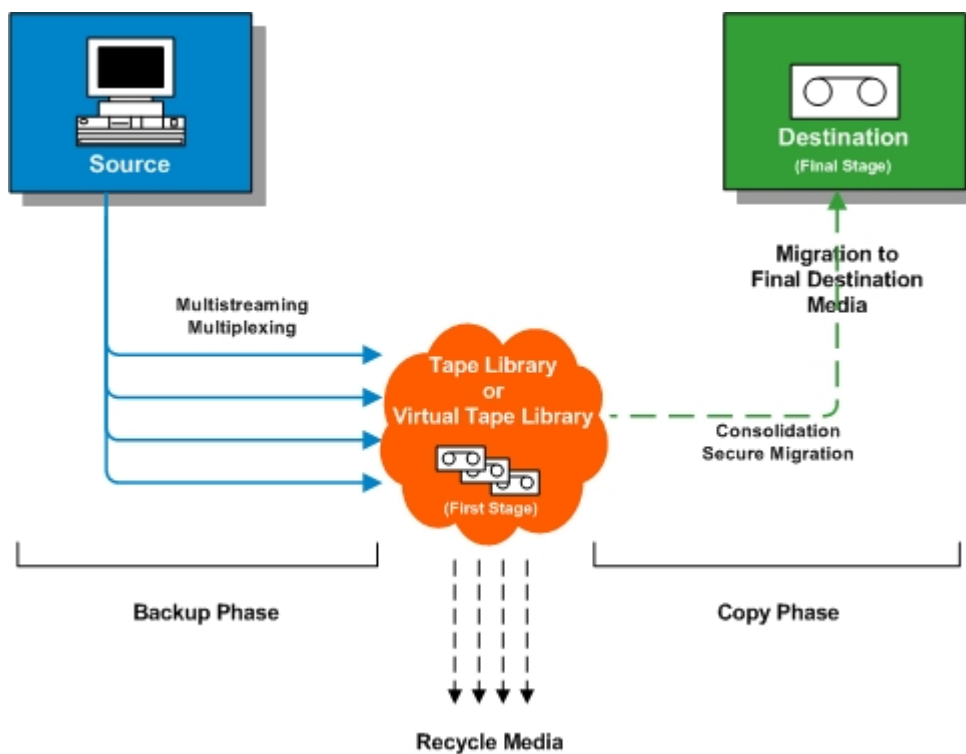 Source
Destination
(Final Stage)
Migration to
Final Destination
Media
Multistreaming
Multiplexing
Tape Library
or
Virtual Tape Library
(First Stage)
Consolidation
Secure Migration
Backup Phase
Copy Phase
Recycle Media